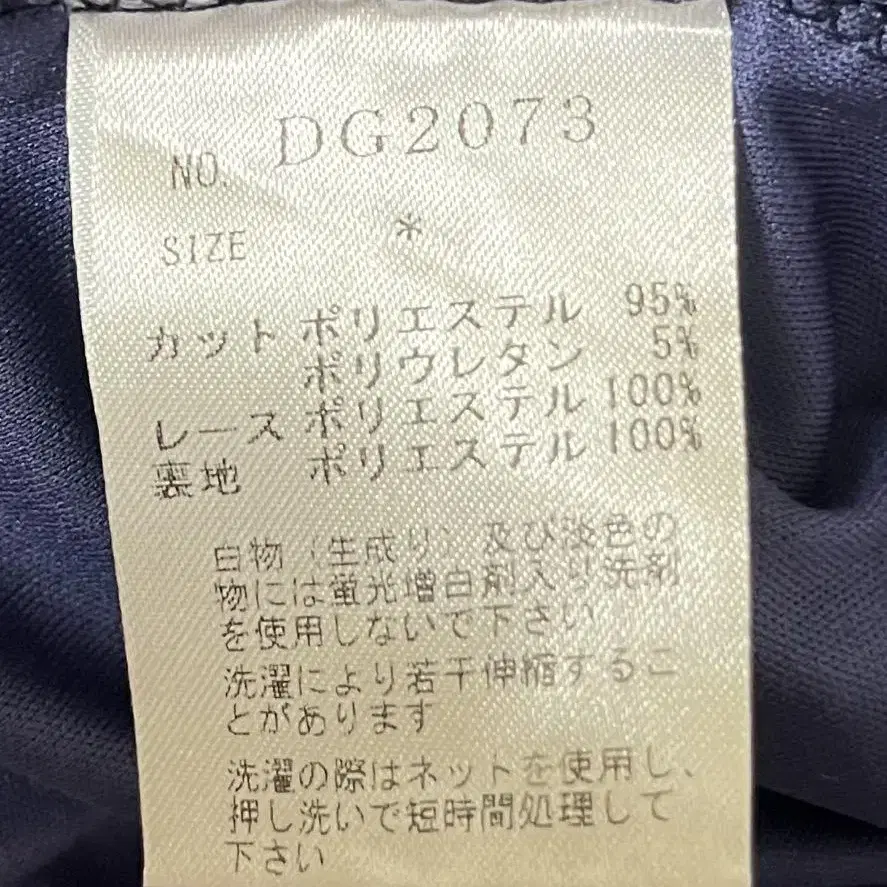 NO. DG2073
SIZE *
カット ポリエステル 95%
ポリウレタン 5%
レース ポリエステル 100%
裏地 ポリエステル 100%
白物(生成り)及び淡色の
物には蛍光増白剤入り洗剤
を使用しないで下さい
洗濯により若干伸縮するこ
とがあります
洗濯の際はネットを使用し、
押し洗いで短時間処理して
下さい